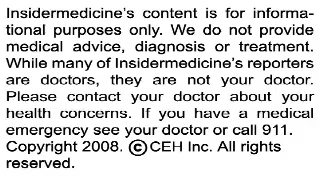 Insidermedicine's content is for informa-
tional purposes only. We do not provide
medical advice, diagnosis or treatment.
While many of Insidermedicine's reporters
are doctors, they are not your doctor.
Please contact your doctor about your
health concerns. If you have a medical
emergency see your doctor or call 911.
Copyright 2008. ©CEH Inc. All rights
reserved.